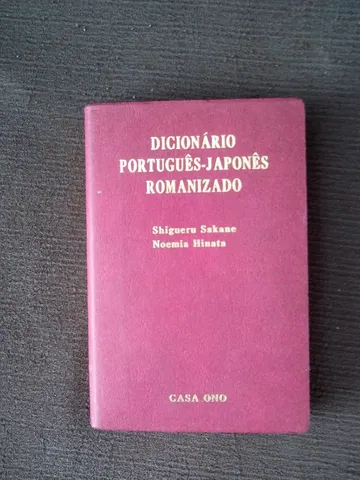 DICIONÁRIO
PORTUGUÊS-JAPONÊS
ROMANIZADO
Shigueru Sakane
Noemia Hinata
CASA ONO